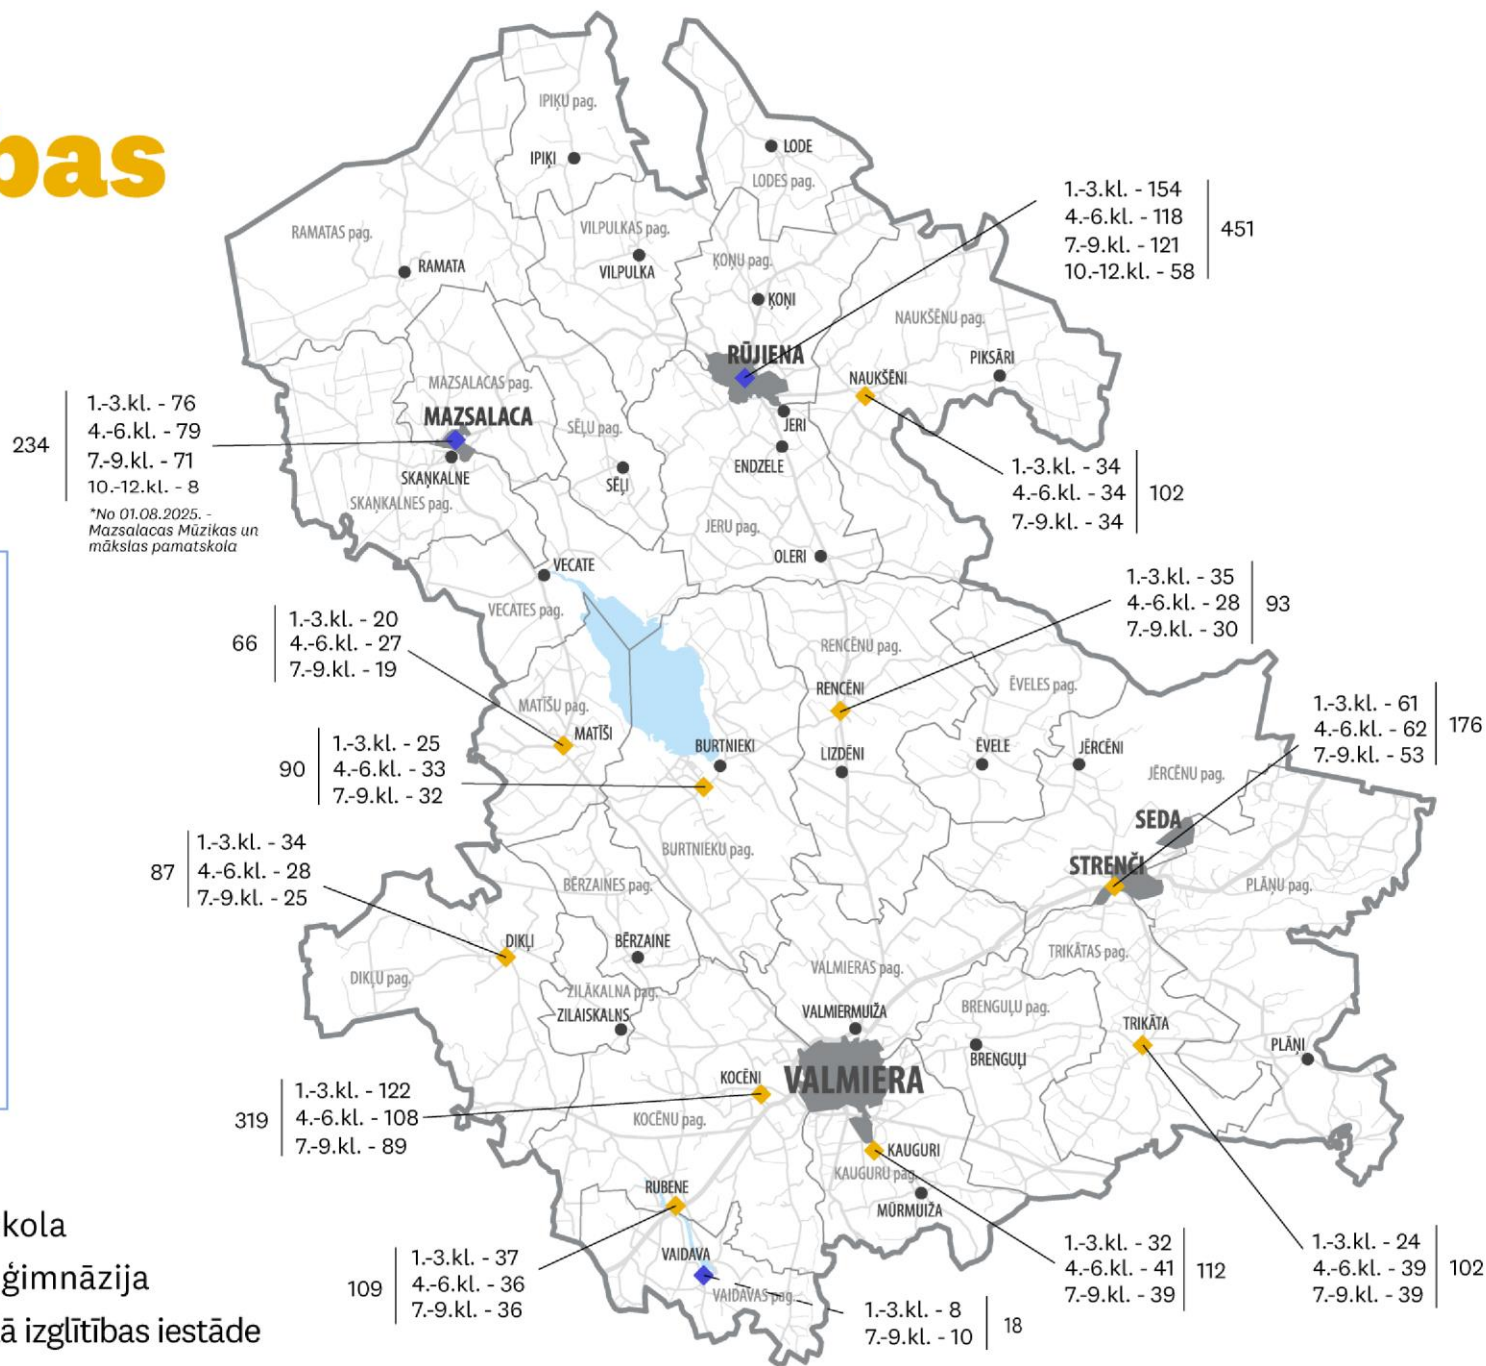 bas
IPIĶU pag.
IPIĶI
LODE
LODES pag.
1.-3.kl. - 154
4.-6.kl. - 118
7.-9.kl. - 121
10.-12.kl. - 58
451
RAMATAS pag.
RAMATA
VILPULKAS pag.
VILPULKA
ĶOŅU pag.
ĶOŅI
NAUKŠĒNU pag.
PIKSĀRI
RŪJIENA
NAUKŠĒNI
JERI
ENDZELE
MAZSALACAS pag.
MAZSALACA
SĒĻU pag.
SĒĻI
SKAŅKALNE
SKAŅKALNES pag.
234
1.-3.kl. - 76
4.-6.kl. - 79
7.-9.kl. - 71
10.-12.kl. - 8
*No 01.08.2025. -
Mazsalacas Mūzikas un
mākslas pamatskola
1.-3.kl. - 34
4.-6.kl. - 34
7.-9.kl. - 34
102
JERU pag.
OLERI
VECATE
VECATES pag.
1.-3.kl. - 35
4.-6.kl. - 28
7.-9.kl. - 30
93
66
1.-3.kl. - 20
4.-6.kl. - 27
7.-9.kl. - 19
RENCĒNU pag.
RENCĒNI
ĒVELES pag.
MATĪŠU pag.
MATĪŠI
BURTNIEKI
LIZDĒNI
ĒVELE
JĒRCĒNI
JĒRCĒNU pag.
1.-3.kl. - 61
4.-6.kl. - 62
7.-9.kl. - 53
176
90
1.-3.kl. - 25
4.-6.kl. - 33
7.-9.kl. - 32
SEDA
STRENČI
PLĀŅU pag.
BURTNIEKU pag.
BĒRZAINES pag.
87
1.-3.kl. - 34
4.-6.kl. - 28
7.-9.kl. - 25
DIKĻI
BĒRZAINE
DIKĻU pag.
ZILĀKALNA pag.
ZILAISKALNS
VALMIERAS pag.
TRIKĀTAS pag.
BRENGUĻU pag.
VALMIERMUIŽA
TRIKĀTA
BRENGUĻI
PLĀŅI
KOCĒNI
VALMIERA
KOCĒNU pag.
319
1.-3.kl. - 122
4.-6.kl. - 108
7.-9.kl. - 89
KAUGURI
KAUGURU pag.
MŪRMUIŽA
RUBENE
VAIDAVA
VAIDAVAS pag.
kola
ģimnāzija
ā izglītības iestāde
109
1.-3.kl. - 37
4.-6.kl. - 36
7.-9.kl. - 36
1.-3.kl. - 8
7.-9.kl. - 10
18
1.-3.kl. - 32
4.-6.kl. - 41
7.-9.kl. - 39
112
1.-3.kl. - 24
4.-6.kl. - 39
7.-9.kl. - 39
102